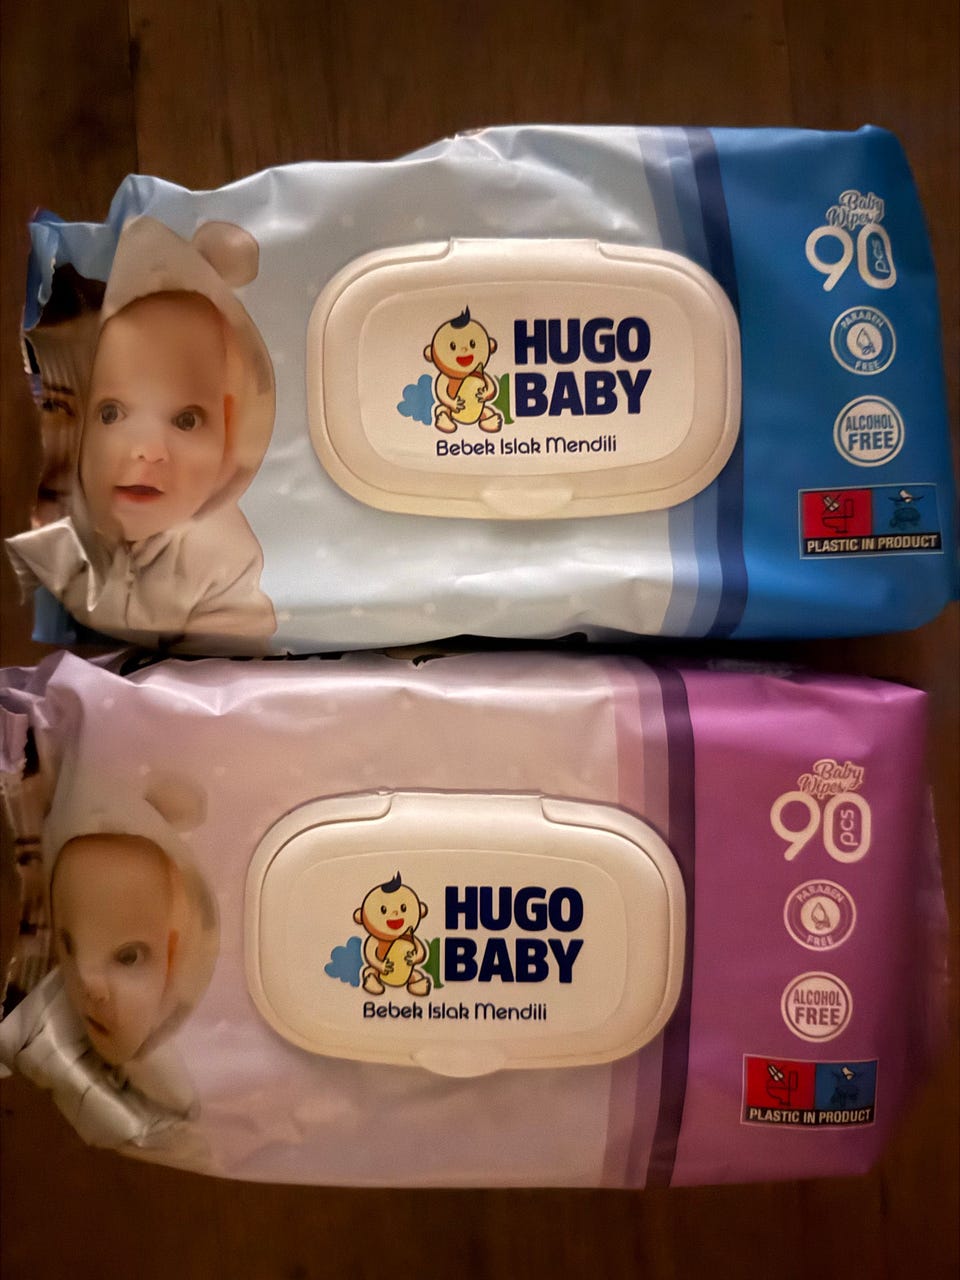 Baby
Wipes
90
pcs
PARABEN
FREE
HUGO
BABY
Bebek Islak Mendili
ALCOHOL
FREE
PLASTIC IN PRODUCT
Baby
Wipes
90
pcs
PARABEN
FREE
HUGO
BABY
Bebek Islak Mendili
ALCOHOL
FREE
PLASTIC IN PRODUCT